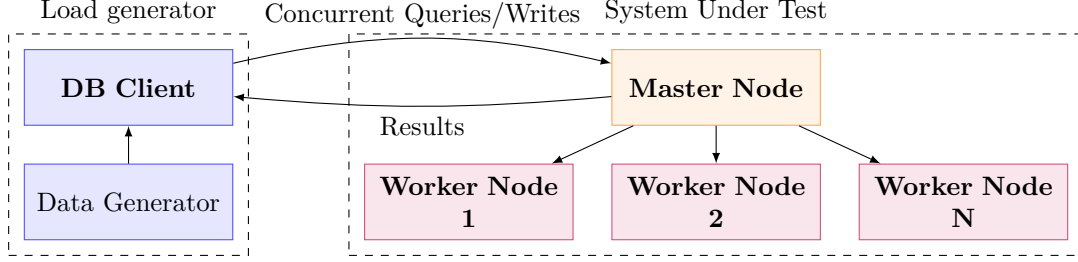 Load generator
Concurrent Queries/Writes
System Under Test
DB Client
Master Node
Results
Data Generator
Worker Node
1
Worker Node
2
Worker Node
N